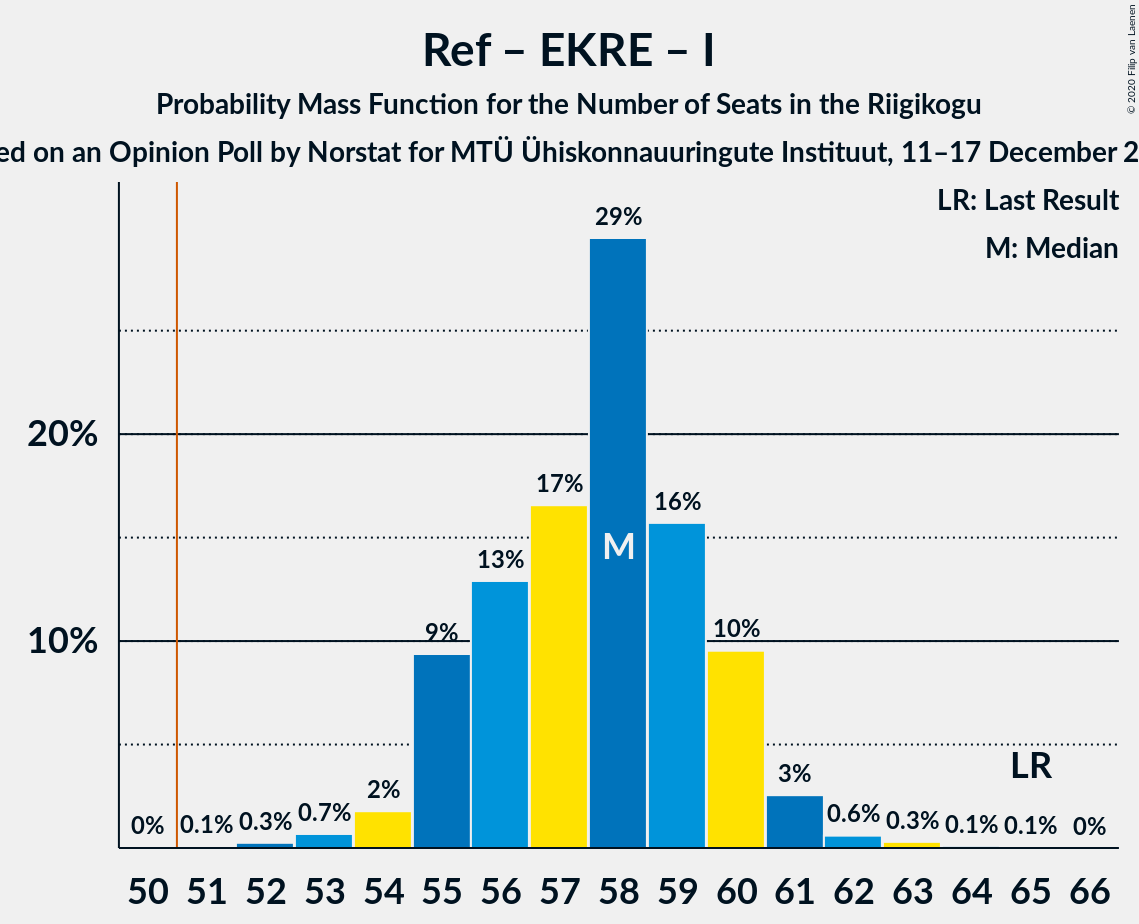 Ref – EKRE – I
Probability Mass Function for the Number of Seats in the Riigikogu
ed on an Opinion Poll by Norstat for MTÜ Ühiskonnauuringute Instituut, 11–17 December 2
© 2020 Filip van Laenen
LR: Last Result
M: Median
29%
20%
17%
16%
M
13%
10%
9%
10%
LR
3%
2%
0% 0.1% 0.3% 0.7% 0.6% 0.3% 0.1% 0.1% 0%
50 51 52 53 54 55 56 57 58 59 60 61 62 63 64 65 66